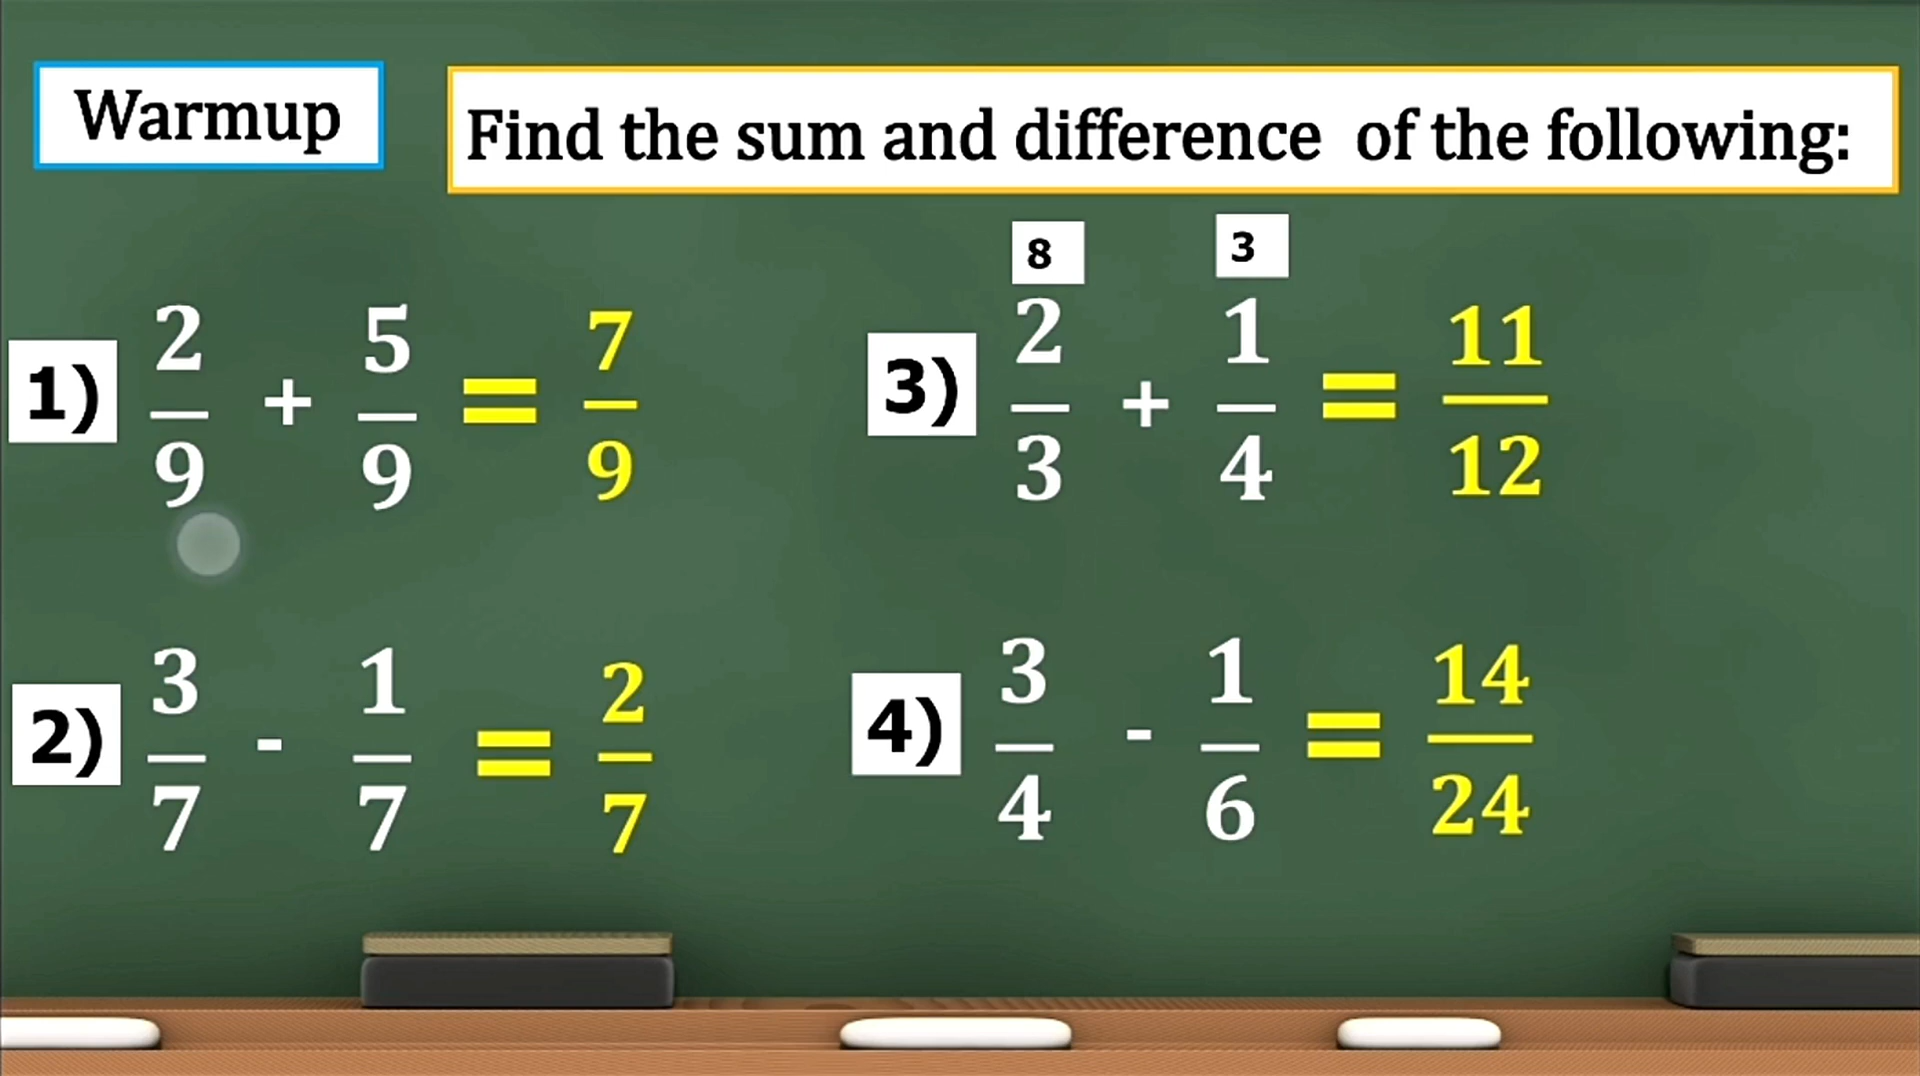 Warmup
Find the sum and difference of the following:
1) 2/9 + 5/9 = 7/9
2) 3/7 - 1/7 = 2/7
8 3
3) 2/3 + 1/4 = 11/12
4) 3/4 - 1/6 = 14/24